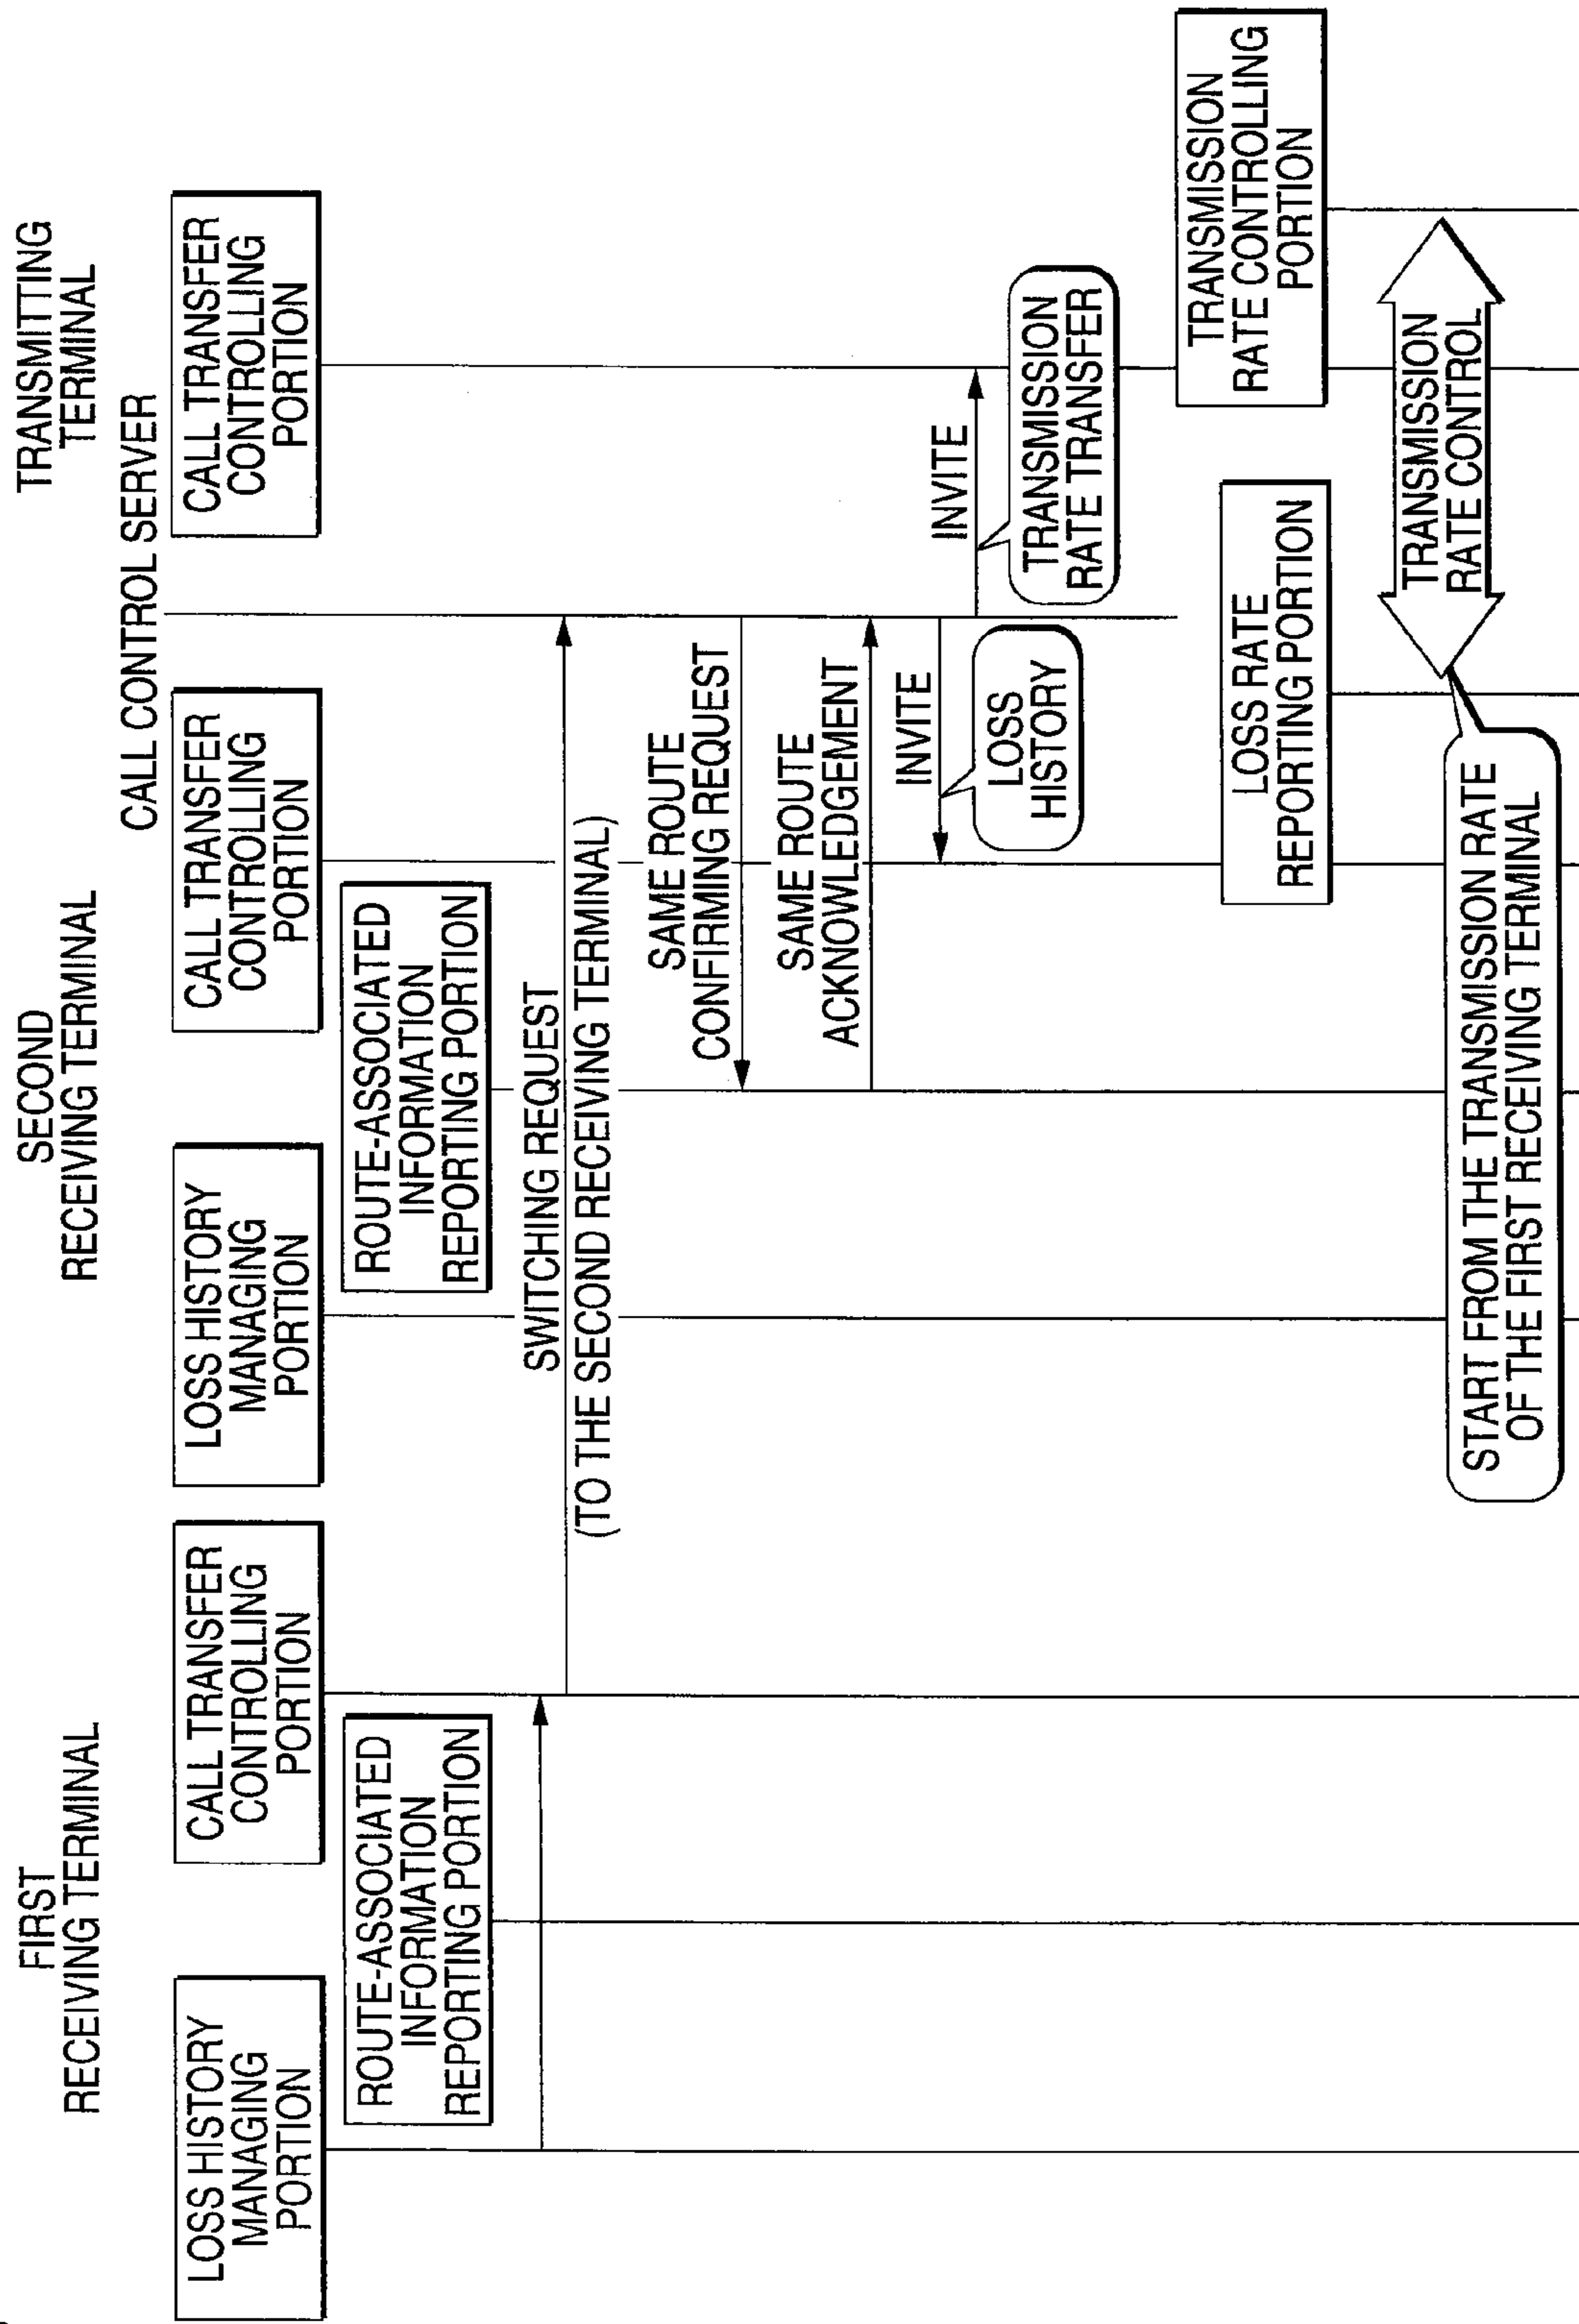 FIRST
RECEIVING TERMINAL
SECOND
RECEIVING TERMINAL
TRANSMITTING
TERMINAL
CALL CONTROL SERVER
LOSS HISTORY
MANAGING
PORTION
CALL TRANSFER
CONTROLLING
PORTION
LOSS HISTORY
MANAGING
PORTION
CALL TRANSFER
CONTROLLING
PORTION
CALL TRANSFER
CONTROLLING
PORTION
ROUTE-ASSOCIATED
INFORMATION
REPORTING PORTION
ROUTE-ASSOCIATED
INFORMATION
REPORTING PORTION
SWITCHING REQUEST
(TO THE SECOND RECEIVING TERMINAL)
SAME ROUTE
CONFIRMING REQUEST
SAME ROUTE
ACKNOWLEDGEMENT
INVITE
LOSS
HISTORY
INVITE
TRANSMISSION
RATE TRANSFER
LOSS RATE
REPORTING PORTION
TRANSMISSION
RATE CONTROLLING
PORTION
TRANSMISSION
RATE CONTROL
START FROM THE TRANSMISSION RATE
OF THE FIRST RECEIVING TERMINAL